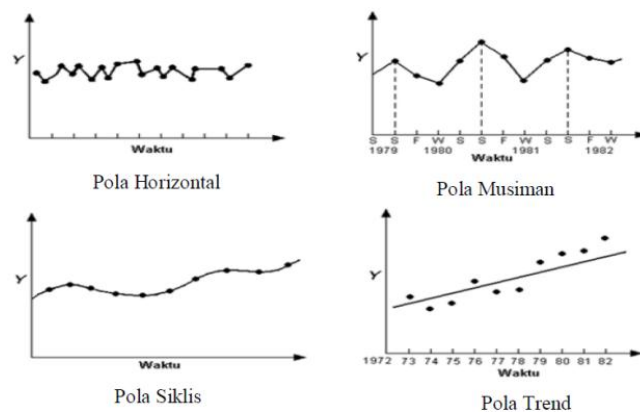 Y
Waktu
Pola Horizontal
Y
S S F W S S F W S S F W
1979 1980 1981 1982
Waktu
Pola Musiman
Y
Waktu
Pola Siklis
Y
1972 73 74 75 76 77 78 79 80 81 82
Waktu
Pola Trend